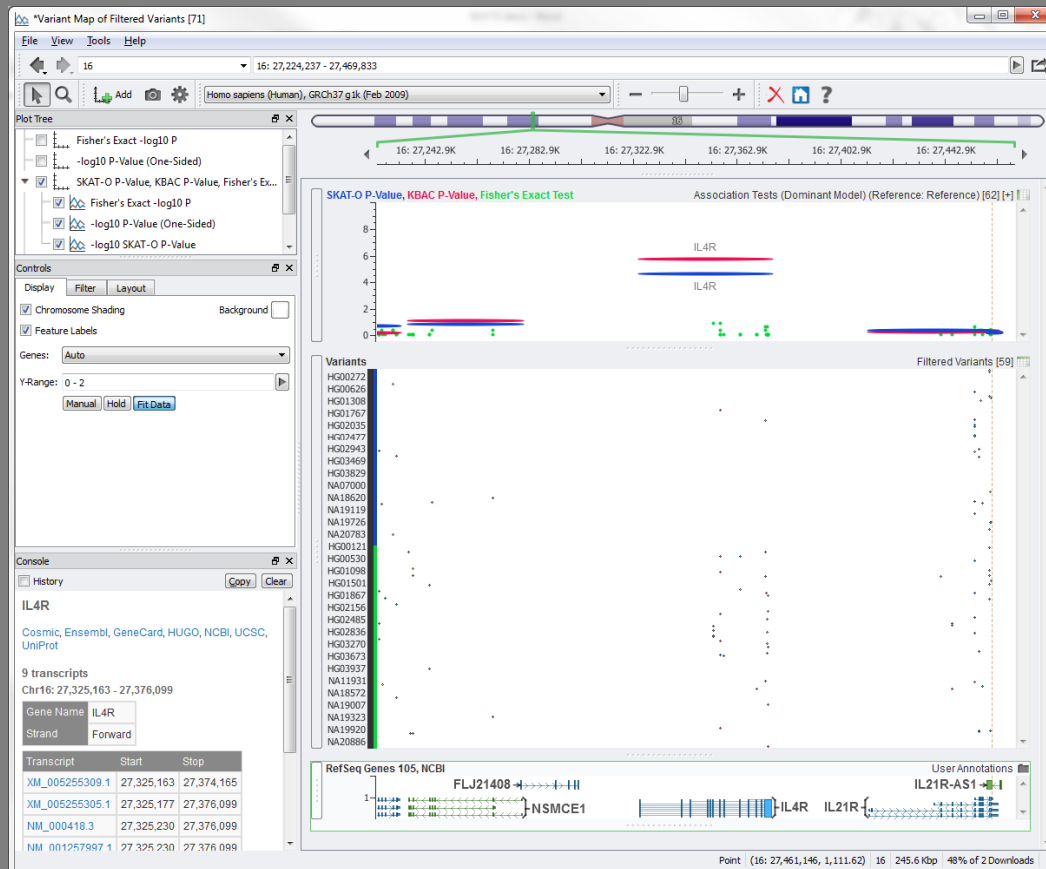 *Variant Map of Filtered Variants [71]
File View Tools Help
16 16: 27,224,237 - 27,469,833
Add Homo sapiens (Human), GRCh37 g1k (Feb 2009)
Plot Tree
Fisher's Exact -log10 P
-log10 P-Value (One-Sided)
SKAT-O P-Value, KBAC P-Value, Fisher's Ex...
Fisher's Exact -log10 P
-log10 P-Value (One-Sided)
-log10 SKAT-O P-Value
Controls
Display Filter Layout
Chromosome Shading Background
Feature Labels
Genes: Auto
Y-Range: 0 - 2
Manual Hold Fit Data
Console
History Copy Clear
IL4R
Cosmic, Ensembl, GeneCard, HUGO, NCBI, UCSC,
UniProt
9 transcripts
Chr16: 27,325,163 - 27,376,099
Gene Name IL4R
Strand Forward
Transcript Start Stop
XM_005255309.1 27,325,163 27,374,165
XM_005255305.1 27,325,177 27,376,099
NM_000418.3 27,325,230 27,376,099
NM_001257997.1 27,325,230 27,376,099
16
16: 27,242.9K 16: 27,282.9K 16: 27,322.9K 16: 27,362.9K 16: 27,402.9K 16: 27,442.9K
SKAT-O P-Value, KBAC P-Value, Fisher's Exact Test Association Tests (Dominant Model) (Reference: Reference) [62] [+]
8
6
4
2
0
IL4R
IL4R
Variants Filtered Variants [59]
HG00272
HG00626
HG01308
HG01767
HG02035
HG02477
HG02943
HG03469
HG03829
NA07000
NA18620
NA19119
NA19726
NA20783
HG00121
HG00530
HG01098
HG01501
HG01867
HG02156
HG02485
HG02836
HG03270
HG03673
HG03937
NA11931
NA18572
NA19007
NA19323
NA19920
NA20886
RefSeq Genes 105, NCBI User Annotations
FLJ21408 IL21R-AS1
1 NSMCE1 IL4R IL21R
Point (16: 27,461,146, 1,111.62) 16 245.6 Kbp 48% of 2 Downloads